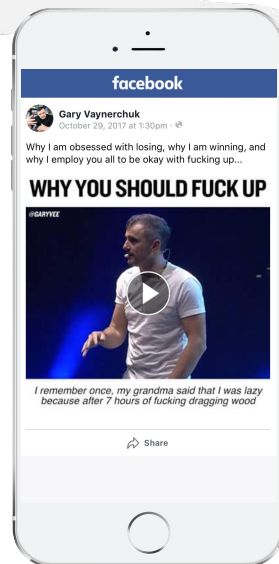 facebook
Gary Vaynerchuk
October 29, 2017 at 1:30pm ·
Why I am obsessed with losing, why I am winning, and
why I employ you all to be okay with fucking up...
WHY YOU SHOULD FUCK UP
@GARYVEE
I remember once, my grandma said that I was lazy
because after 7 hours of fucking dragging wood
Share